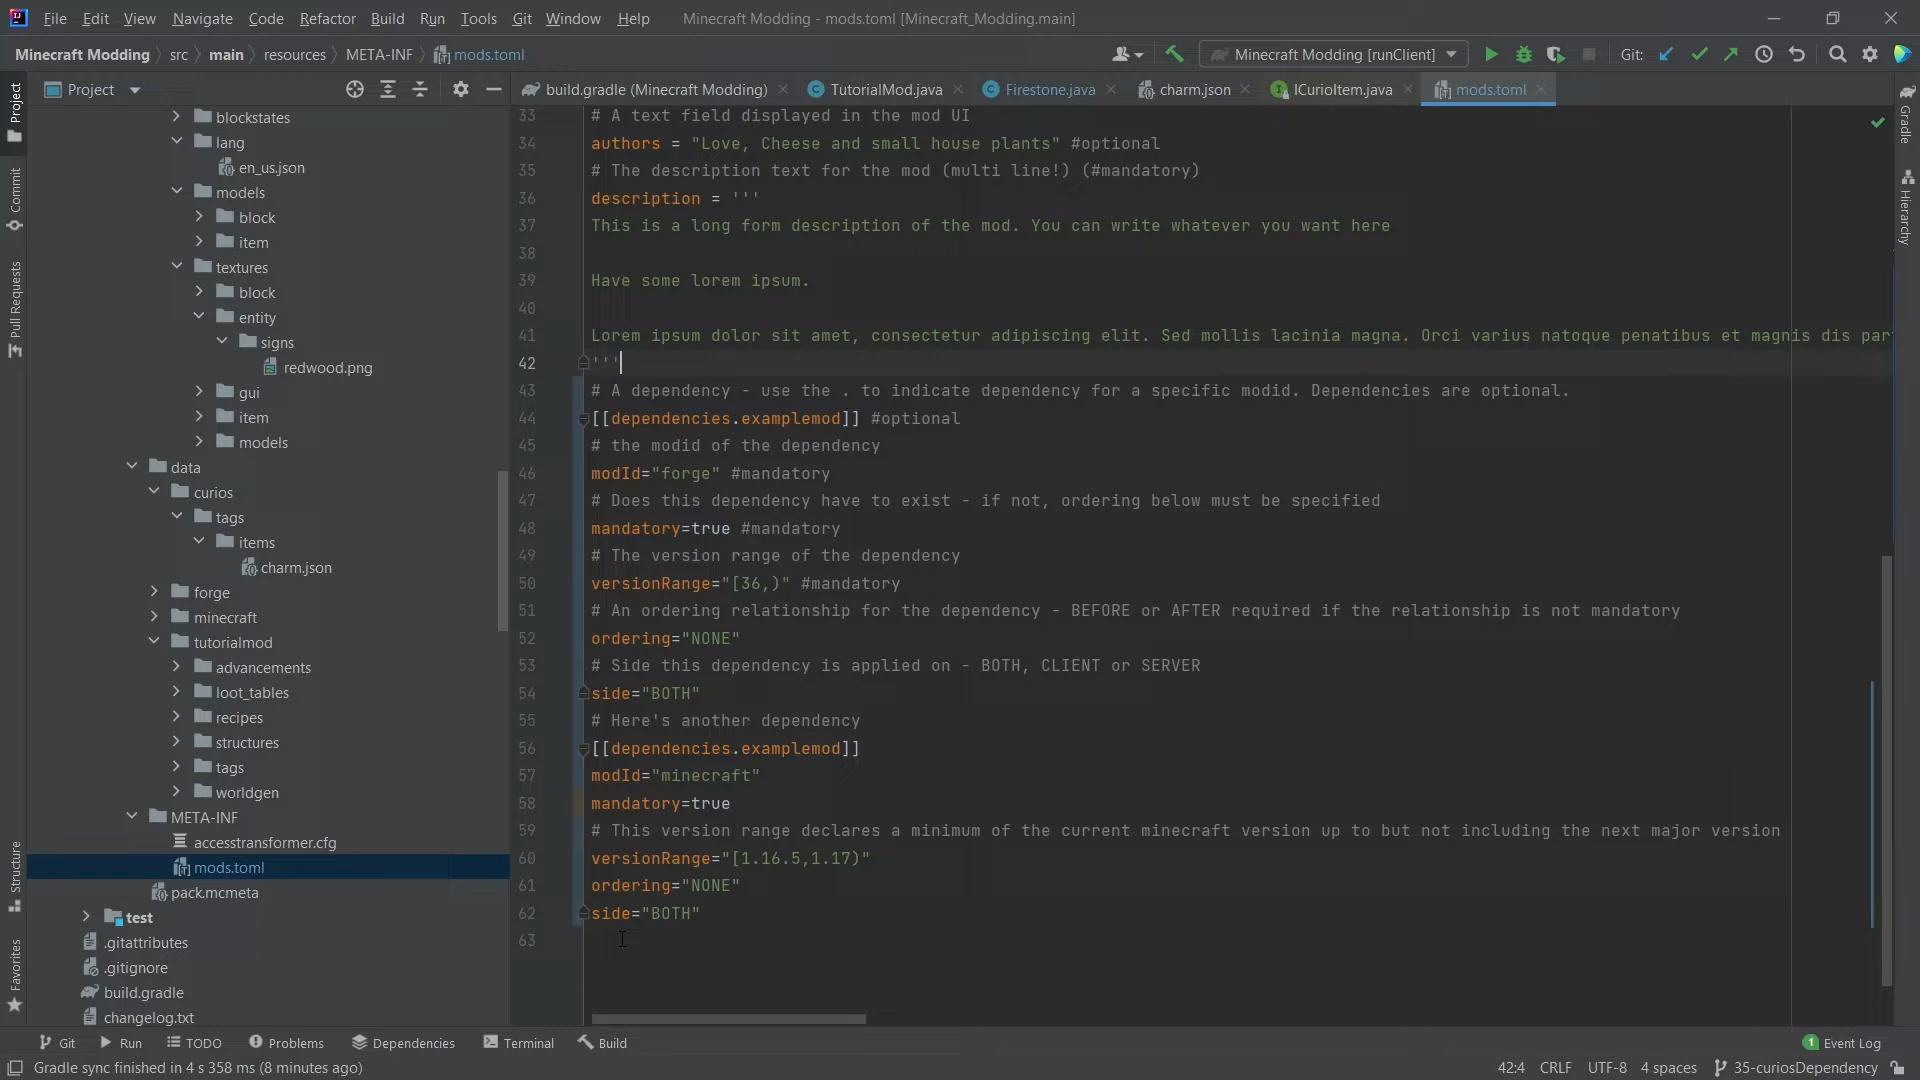 File Edit View Navigate Code Refactor Build Run Tools Git Window Help Minecraft Modding - mods.toml [Minecraft_Modding.main]
Minecraft Modding src main resources META-INF mods.toml Minecraft Modding [runClient] Git:
Project
build.gradle (Minecraft Modding) TutorialMod.java Firestone.java charm.json ICurioItem.java mods.toml
Project
Commit
Pull Requests
Structure
Favorites
blockstates
lang
en_us.json
models
block
item
textures
block
entity
signs
redwood.png
gui
item
models
data
curios
tags
items
charm.json
forge
minecraft
tutorialmod
advancements
loot_tables
recipes
structures
tags
worldgen
META-INF
accesstransformer.cfg
mods.toml
pack.mcmeta
test
.gitattributes
.gitignore
build.gradle
changelog.txt
33 # A text field displayed in the mod UI
34 authors = "Love, Cheese and small house plants" #optional
35 # The description text for the mod (multi line!) (#mandatory)
36 description = '''
37 This is a long form description of the mod. You can write whatever you want here
38
39 Have some lorem ipsum.
40
41 Lorem ipsum dolor sit amet, consectetur adipiscing elit. Sed mollis lacinia magna. Orci varius natoque penatibus et magnis dis par
42 '''
43 # A dependency - use the . to indicate dependency for a specific modid. Dependencies are optional.
44 [[dependencies.examplemod]] #optional
45 # the modid of the dependency
46 modId="forge" #mandatory
47 # Does this dependency have to exist - if not, ordering below must be specified
48 mandatory=true #mandatory
49 # The version range of the dependency
50 versionRange="[36,)" #mandatory
51 # An ordering relationship for the dependency - BEFORE or AFTER required if the relationship is not mandatory
52 ordering="NONE"
53 # Side this dependency is applied on - BOTH, CLIENT or SERVER
54 side="BOTH"
55 # Here's another dependency
56 [[dependencies.examplemod]]
57 modId="minecraft"
58 mandatory=true
59 # This version range declares a minimum of the current minecraft version up to but not including the next major version
60 versionRange="[1.16.5,1.17)"
61 ordering="NONE"
62 side="BOTH"
63
Gradle
Hierarchy
Git Run TODO Problems Dependencies Terminal Build 1 Event Log
Gradle sync finished in 4 s 358 ms (8 minutes ago) 42:4 CRLF UTF-8 4 spaces 35-curiosDependency